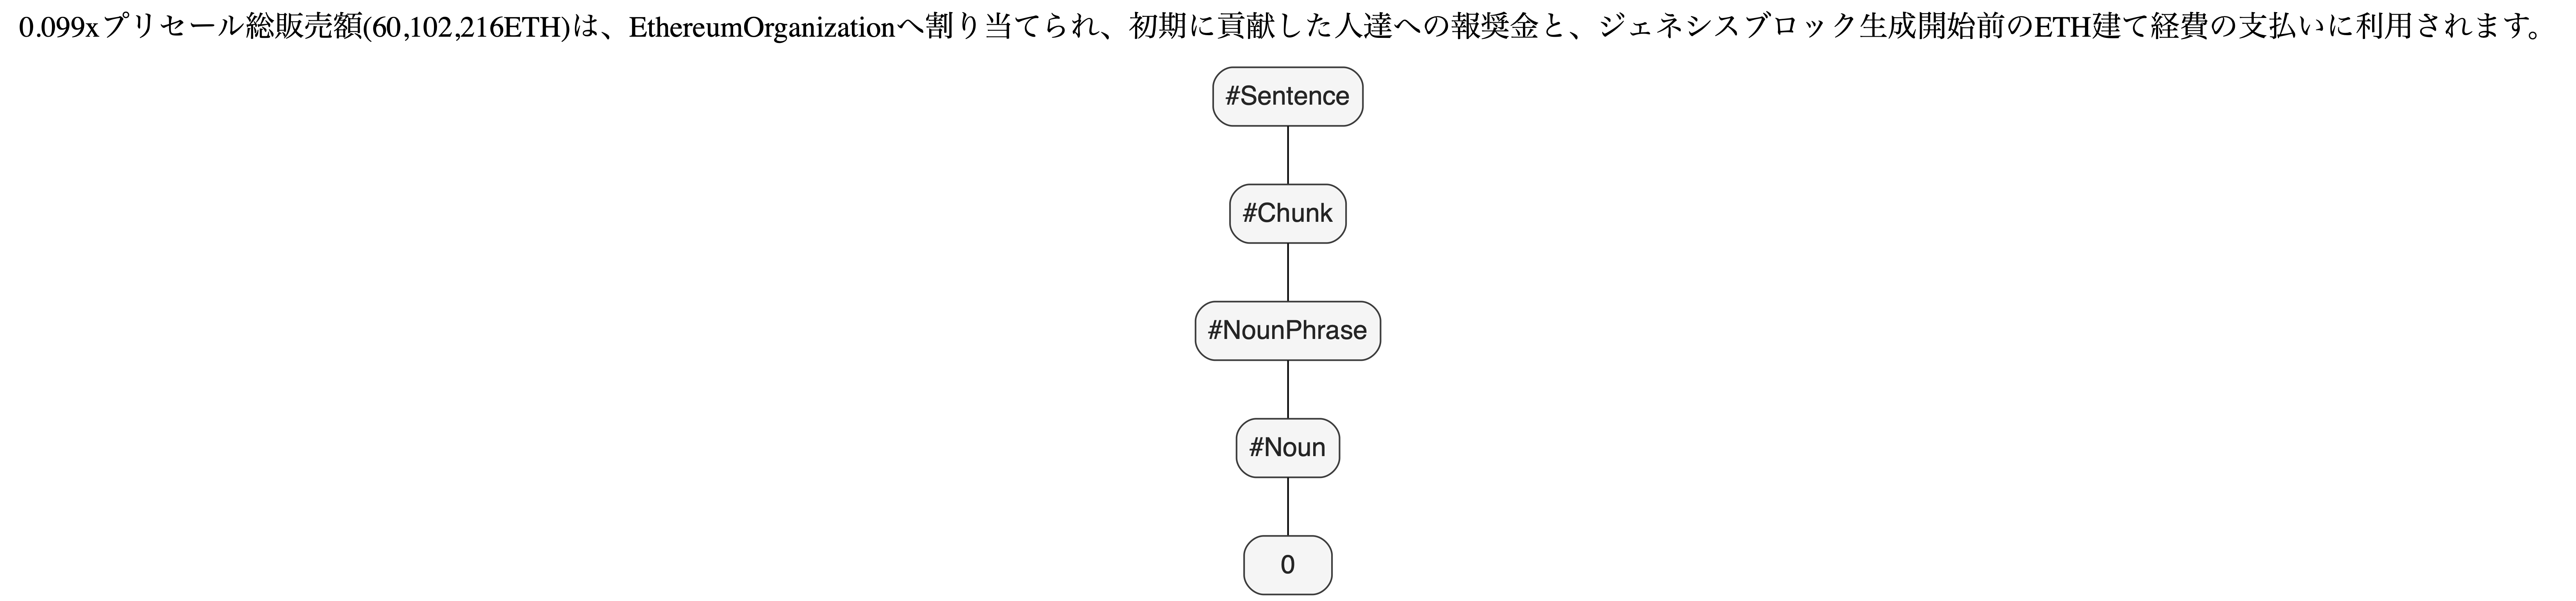 0.099xプリセール総販売額(60,102,216ETH)は、EthereumOrganizationへ割り当てられ、初期に貢献した人達への報奨金と、ジェネシスブロック生成開始前のETH建て経費の支払いに利用されます。
#Sentence
#Chunk
#NounPhrase
#Noun
0